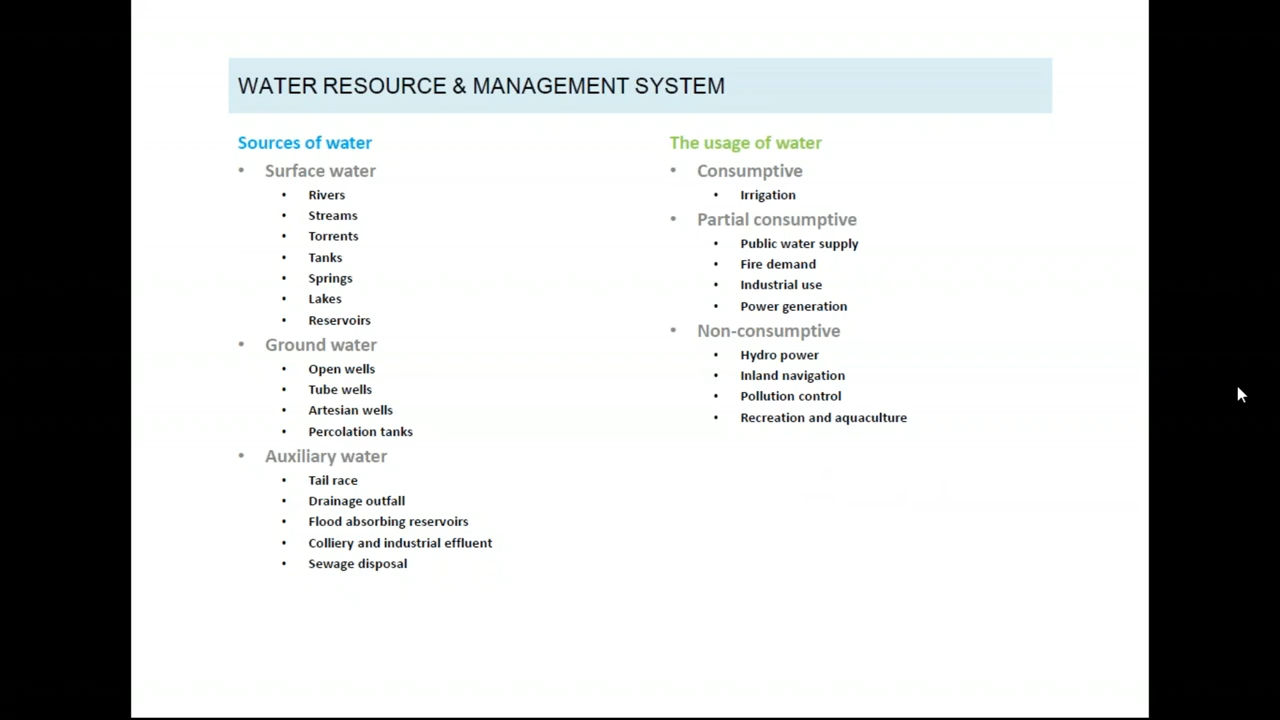 WATER RESOURCE & MANAGEMENT SYSTEM
Sources of water
• Surface water
• Rivers
• Streams
• Torrents
• Tanks
• Springs
• Lakes
• Reservoirs
• Ground water
• Open wells
• Tube wells
• Artesian wells
• Percolation tanks
• Auxiliary water
• Tail race
• Drainage outfall
• Flood absorbing reservoirs
• Colliery and industrial effluent
• Sewage disposal
The usage of water
• Consumptive
• Irrigation
• Partial consumptive
• Public water supply
• Fire demand
• Industrial use
• Power generation
• Non-consumptive
• Hydro power
• Inland navigation
• Pollution control
• Recreation and aquaculture